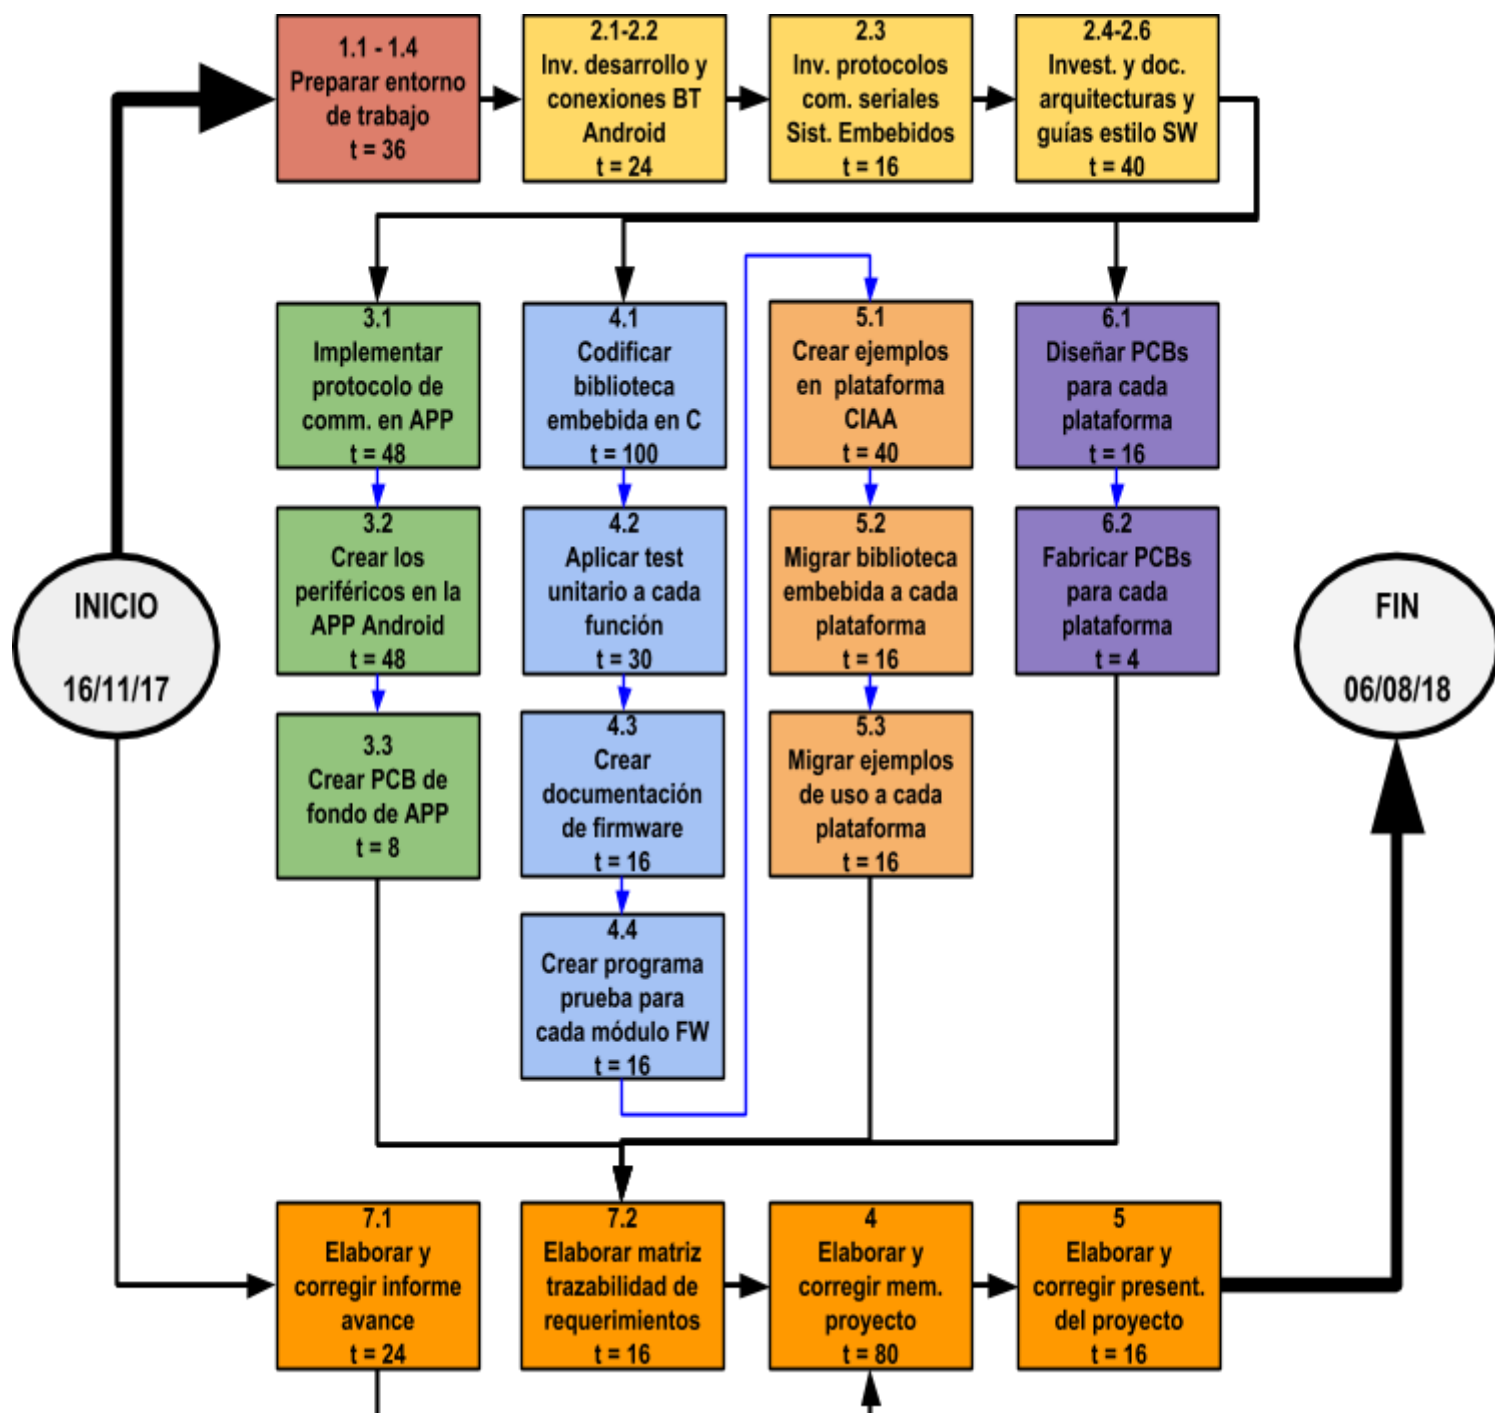 1.1 - 1.4
Preparar entorno
de trabajo
t = 36
2.1-2.2
Inv. desarrollo y
conexiones BT
Android
t = 24
2.3
Inv. protocolos
com. seriales
Sist. Embebidos
t = 16
2.4-2.6
Invest. y doc.
arquitecturas y
guías estilo SW
t = 40
3.1
Implementar
protocolo de
comm. en APP
t = 48
4.1
Codificar
biblioteca
embebida en C
t = 100
5.1
Crear ejemplos
en plataforma
CIAA
t = 40
6.1
Diseñar PCBs
para cada
plataforma
t = 16
3.2
Crear los
periféricos en la
APP Android
t = 48
4.2
Aplicar test
unitario a cada
función
t = 30
5.2
Migrar biblioteca
embebida a cada
plataforma
t = 16
6.2
Fabricar PCBs
para cada
plataforma
t = 4
INICIO
16/11/17
FIN
06/08/18
3.3
Crear PCB de
fondo de APP
t = 8
4.3
Crear
documentación
de firmware
t = 16
5.3
Migrar ejemplos
de uso a cada
plataforma
t = 16
4.4
Crear programa
prueba para
cada módulo FW
t = 16
7.1
Elaborar y
corregir informe
avance
t = 24
7.2
Elaborar matriz
trazabilidad de
requerimientos
t = 16
4
Elaborar y
corregir mem.
proyecto
t = 80
5
Elaborar y
corregir present.
del proyecto
t = 16